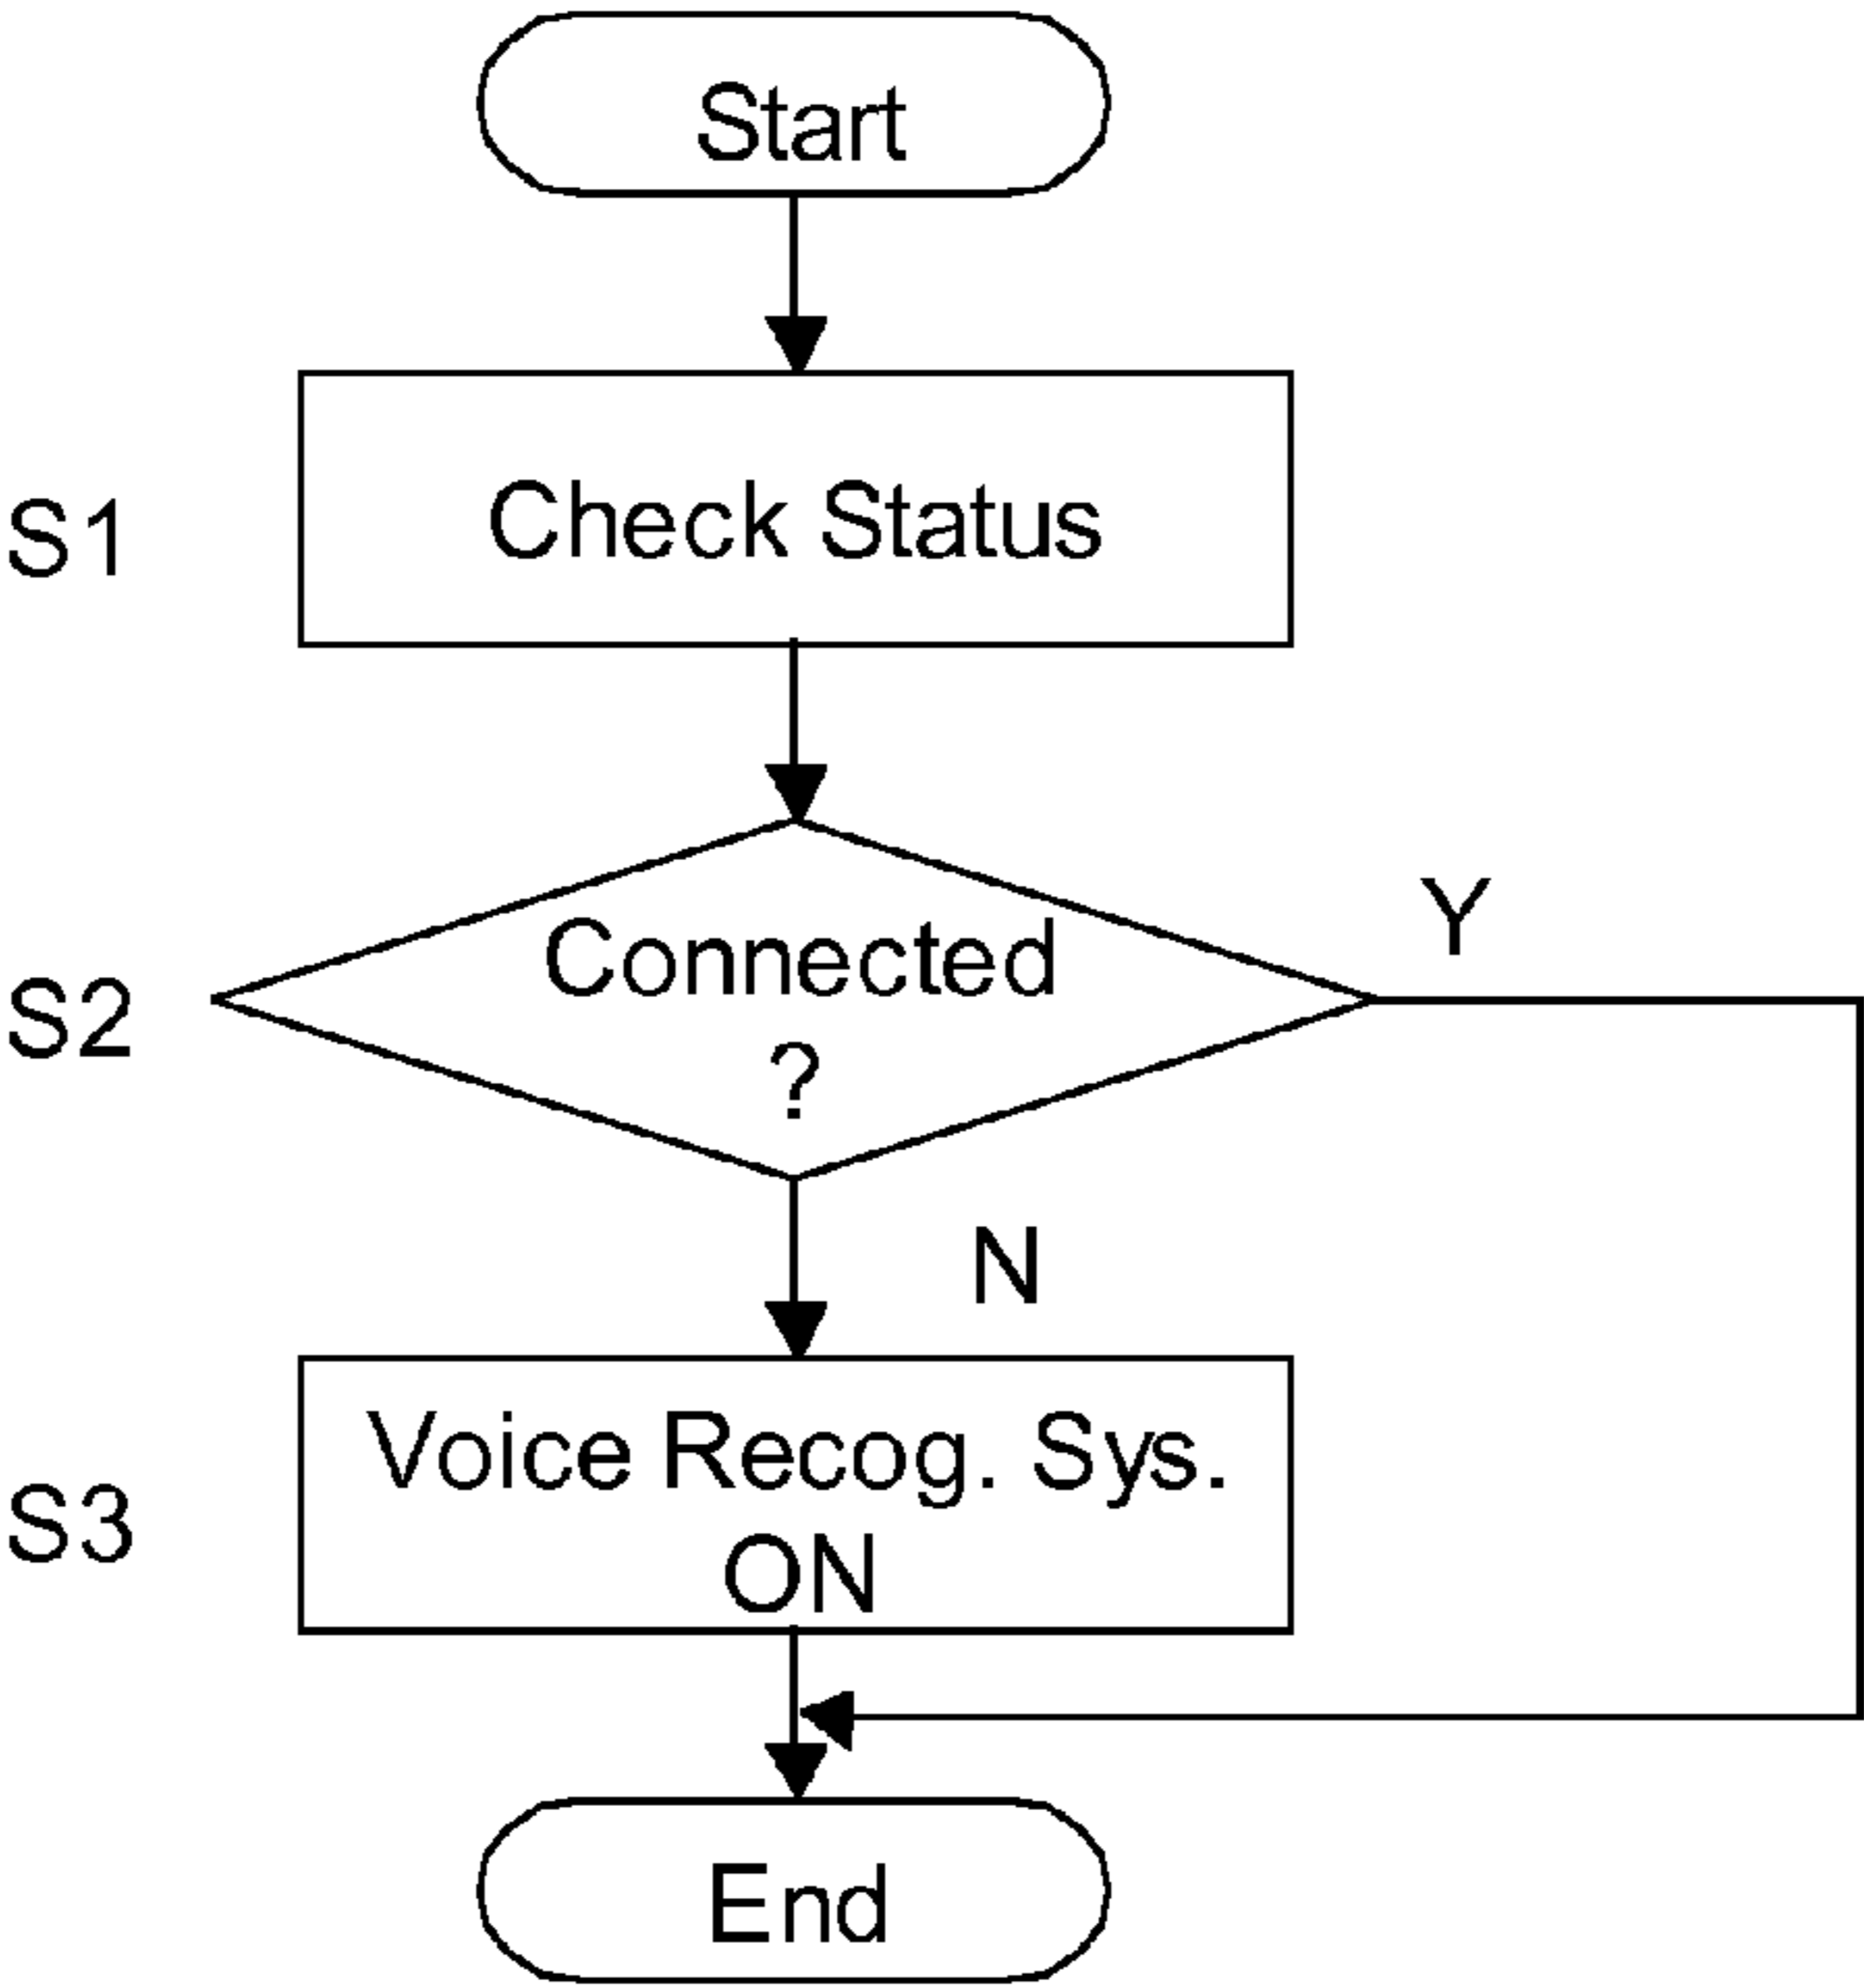 Start
S1
Check Status
S2
Connected
?
Y
N
S3
Voice Recog. Sys.
ON
End